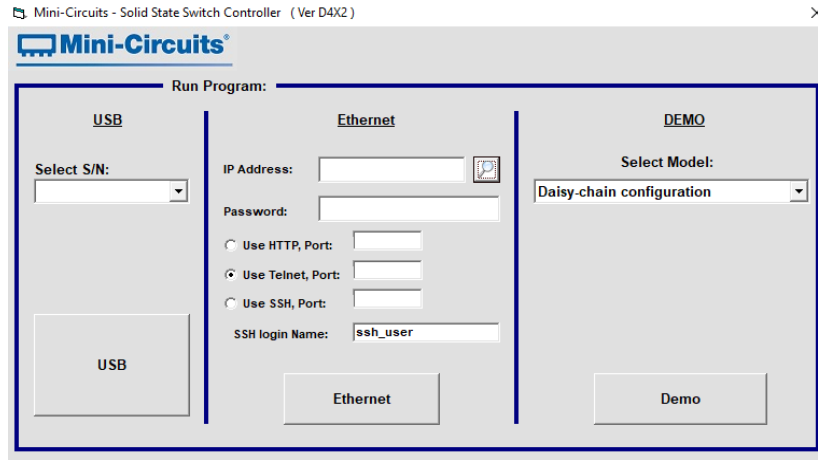 Mini-Circuits - Solid State Switch Controller ( Ver D4X2 )
Mini-Circuits®
Run Program:
USB
Select S/N:
USB
Ethernet
IP Address:
Password:
Use HTTP, Port:
Use Telnet, Port:
Use SSH, Port:
SSH login Name: ssh_user
Ethernet
DEMO
Select Model:
Daisy-chain configuration
Demo